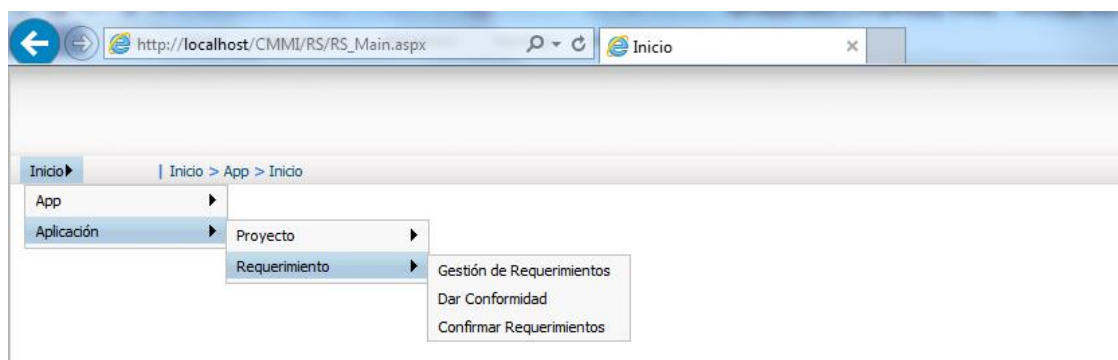 http://localhost/CMMI/RS/RS_Main.aspx
Inicio
Inicio
| Inicio > App > Inicio
App
Aplicación
Proyecto
Requerimiento
Gestión de Requerimientos
Dar Conformidad
Confirmar Requerimientos